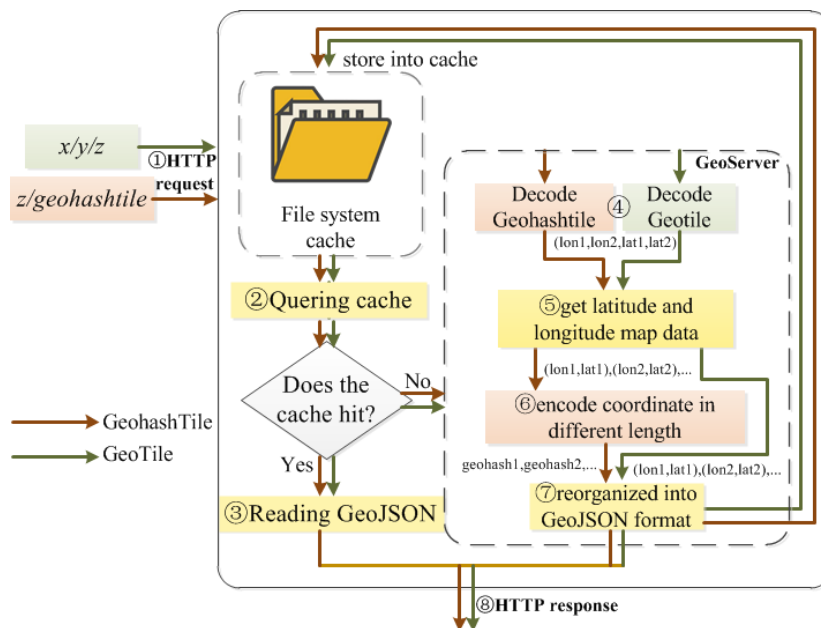 store into cache
x/y/z
①HTTP
request
z/geohashtile
File system
cache
②Quering cache
Does the
cache hit?
No
Yes
③Reading GeoJSON
GeohashTile
GeoTile
GeoServer
Decode
Geohashtile
④
Decode
Geotile
(lon1,lon2,lat1,lat2)
⑤get latitude and
longitude map data
(lon1,lat1),(lon2,lat2),...
⑥encode coordinate in
different length
geohash1,geohash2,...
(lon1,lat1),(lon2,lat2),...
⑦reorganized into
GeoJSON format
⑧HTTP response